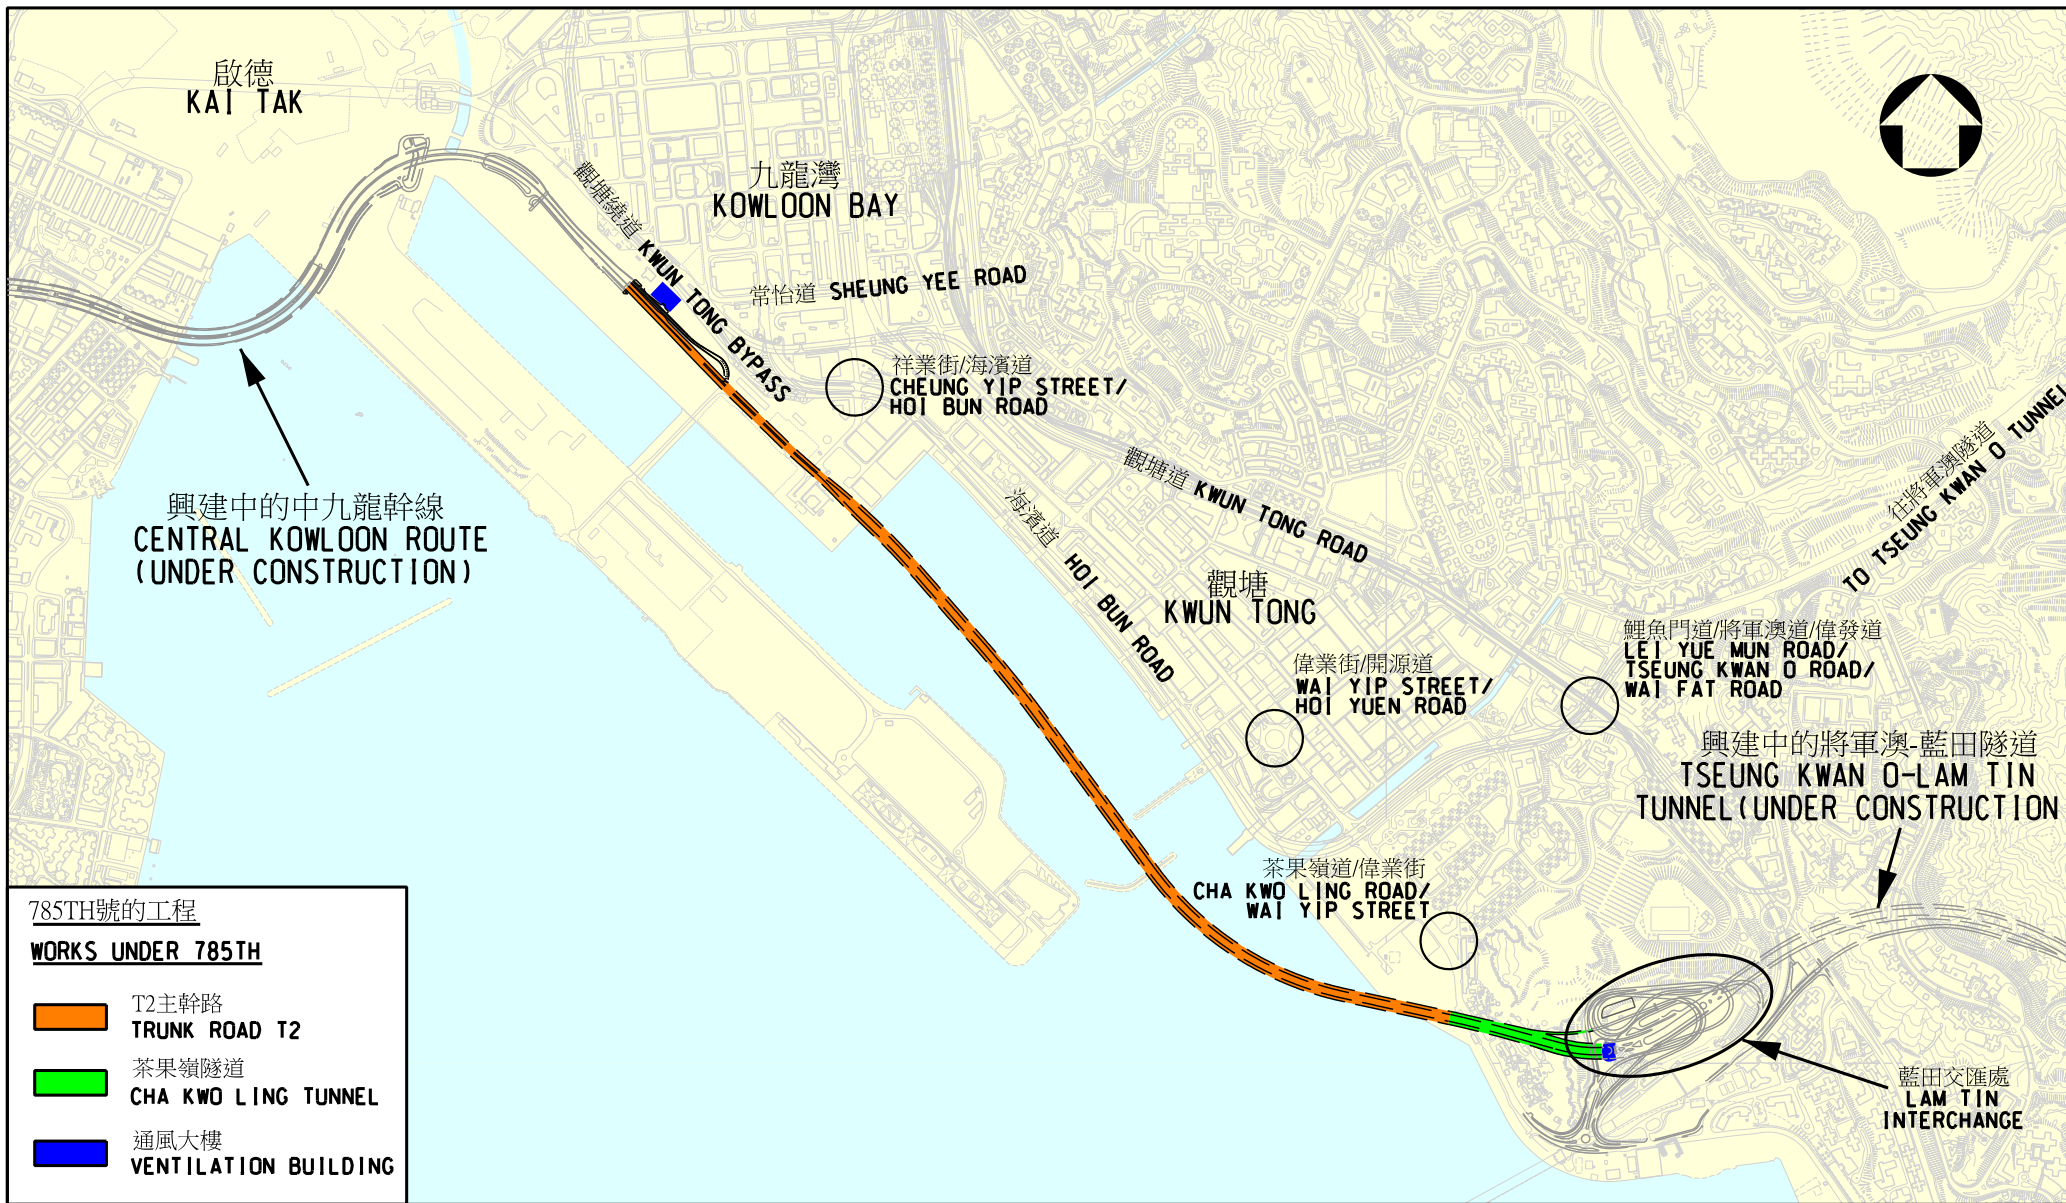 啟德
KAI TAK
九龍灣
KOWLOON BAY
觀塘繞道 KWUN TONG BYPASS
常怡道 SHEUNG YEE ROAD
祥業街/海濱道
CHEUNG YIP STREET/
HOI BUN ROAD
觀塘道 KWUN TONG ROAD
海濱道 HOI BUN ROAD
往將軍澳隧道
TO TSEUNG KWAN O TUNNEL
興建中的中九龍幹線
CENTRAL KOWLOON ROUTE
(UNDER CONSTRUCTION)
觀塘
KWUN TONG
偉業街/開源道
WAI YIP STREET/
HOI YUEN ROAD
鯉魚門道/將軍澳道/偉發道
LEI YUE MUN ROAD/
TSEUNG KWAN O ROAD/
WAI FAT ROAD
興建中的將軍澳-藍田隧道
TSEUNG KWAN O-LAM TIN
TUNNEL(UNDER CONSTRUCTION
茶果嶺道/偉業街
CHA KWO LING ROAD/
WAI YIP STREET
藍田交匯處
LAM TIN
INTERCHANGE
785TH號的工程
WORKS UNDER 785TH
T2主幹路
TRUNK ROAD T2
茶果嶺隧道
CHA KWO LING TUNNEL
通風大樓
VENTILATION BUILDING